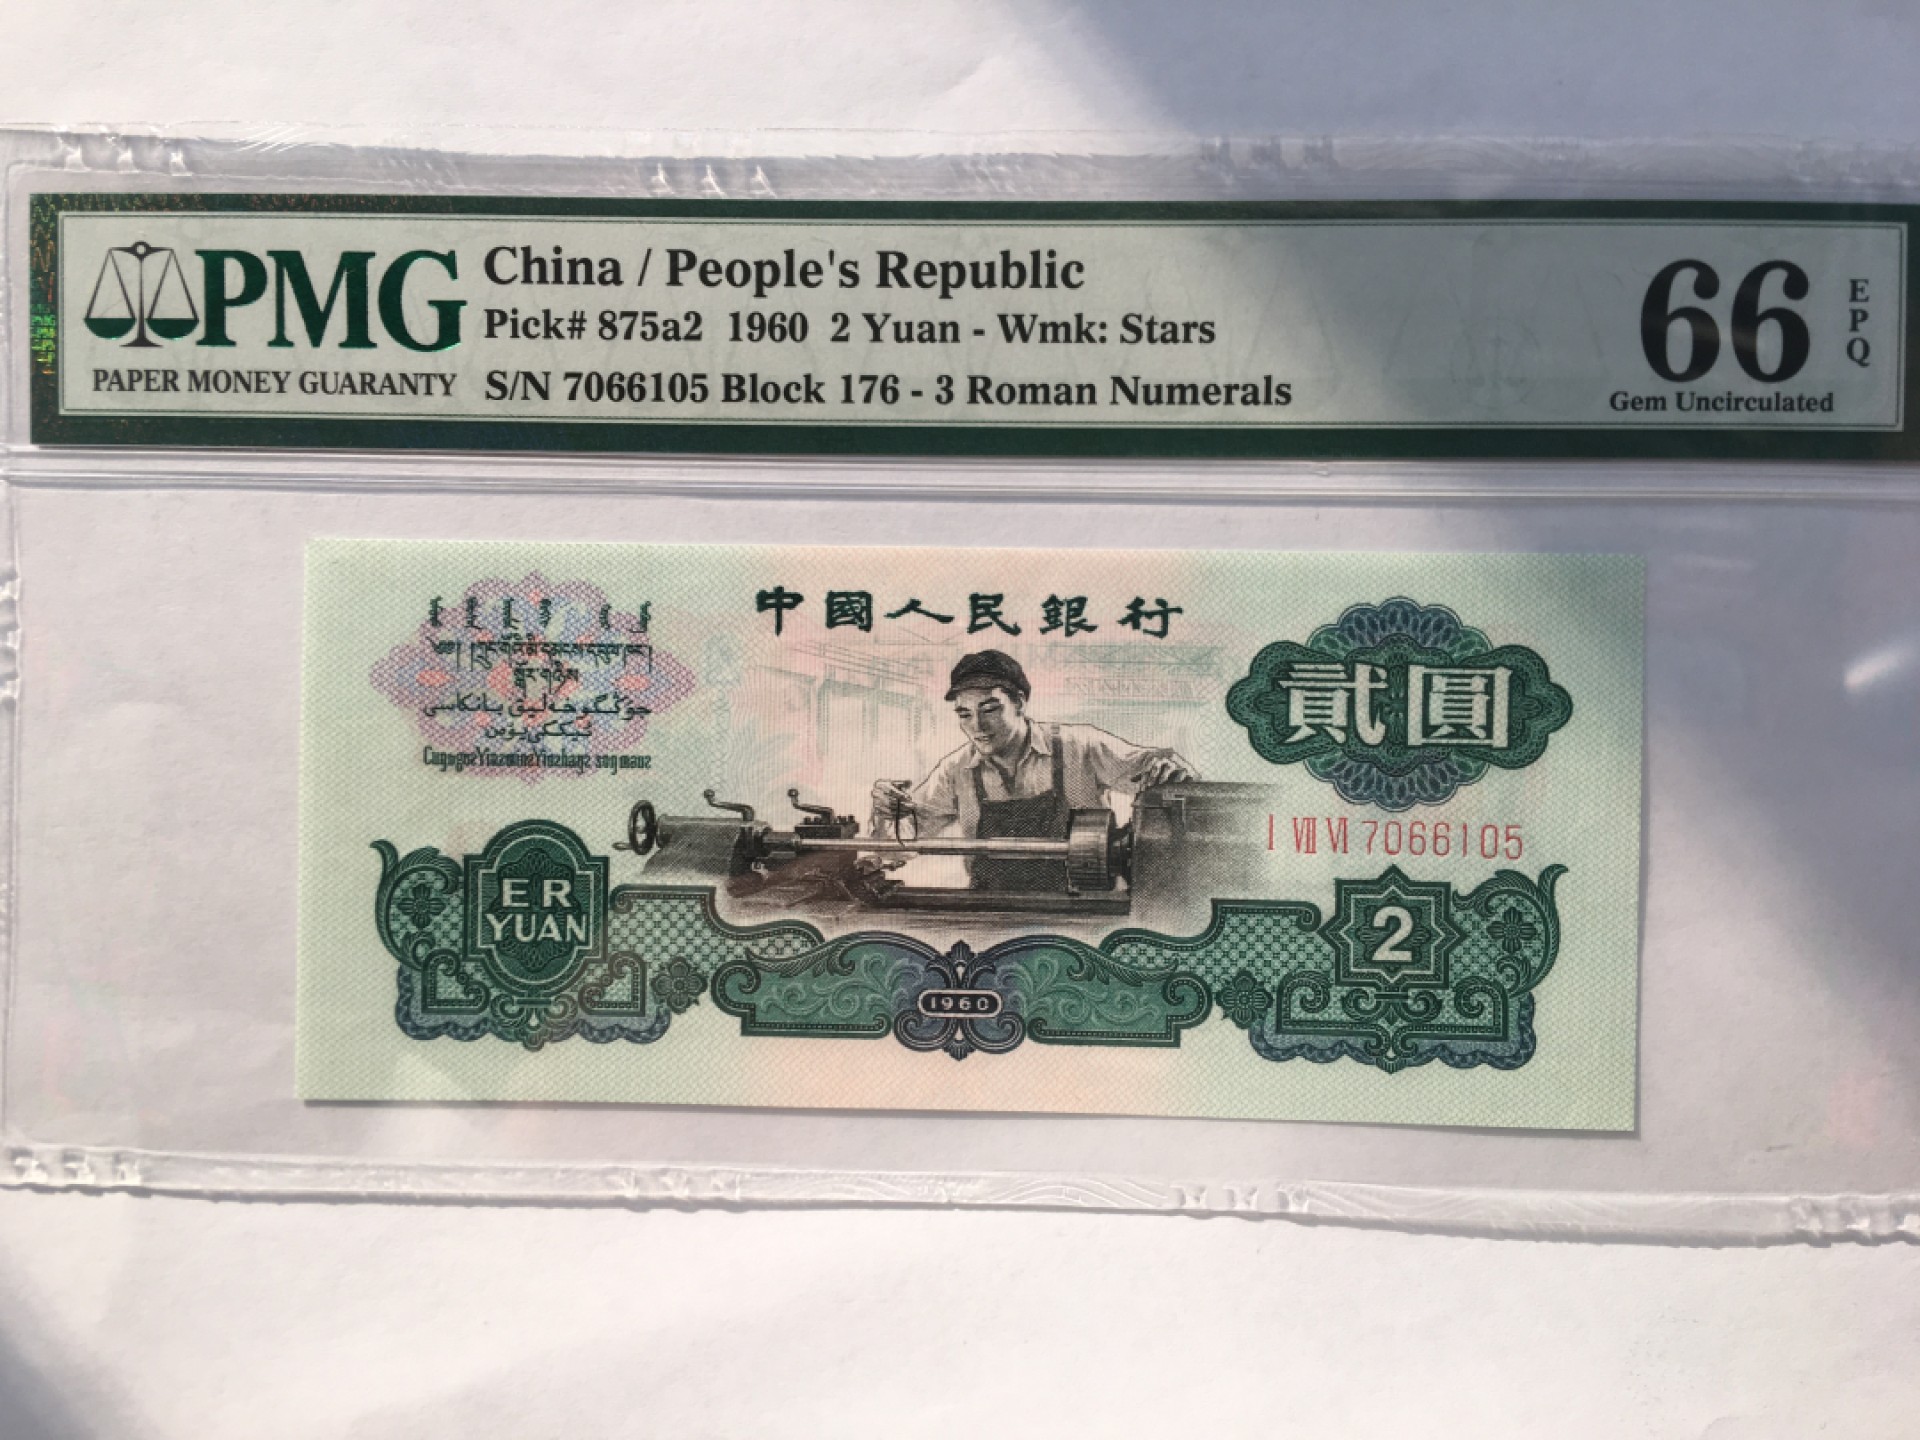 PMG
PAPER MONEY GUARANTY
China / People's Republic
Pick# 875a2 1960 2 Yuan - Wmk: Stars
S/N 7066105 Block 176 - 3 Roman Numerals
66
EPQ
Gem Uncirculated
中國人民銀行
貳圓
I VII VI 7066105
ER
YUAN
2
1960